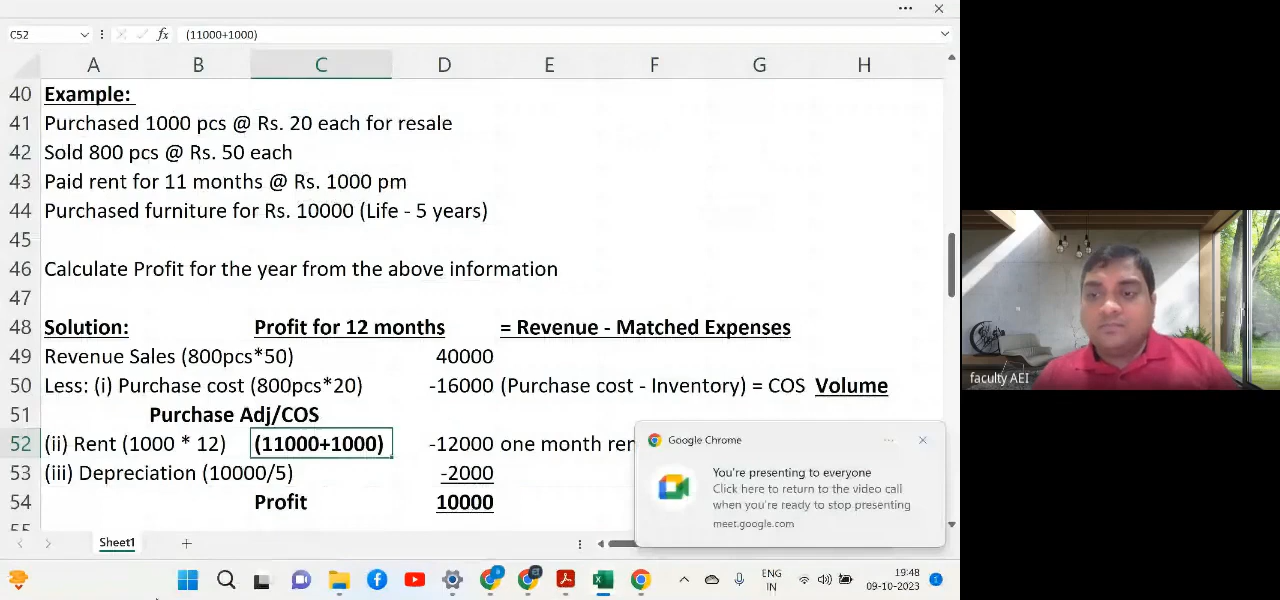 C52 fx (11000+1000)
A B C D E F G H
40 Example:
41 Purchased 1000 pcs @ Rs. 20 each for resale
42 Sold 800 pcs @ Rs. 50 each
43 Paid rent for 11 months @ Rs. 1000 pm
44 Purchased furniture for Rs. 10000 (Life - 5 years)
45
46 Calculate Profit for the year from the above information
47
48 Solution: Profit for 12 months = Revenue - Matched Expenses
49 Revenue Sales (800pcs*50) 40000
50 Less: (i) Purchase cost (800pcs*20) -16000 (Purchase cost - Inventory) = COS Volume
51 Purchase Adj/COS
52 (ii) Rent (1000 * 12) (11000+1000) -12000 one month ren
53 (iii) Depreciation (10000/5) -2000
54 Profit 10000
55
Google Chrome
You're presenting to everyone
Click here to return to the video call
when you're ready to stop presenting
meet.google.com
Sheet1
faculty AEI
ENG
IN
19:48
09-10-2023
1